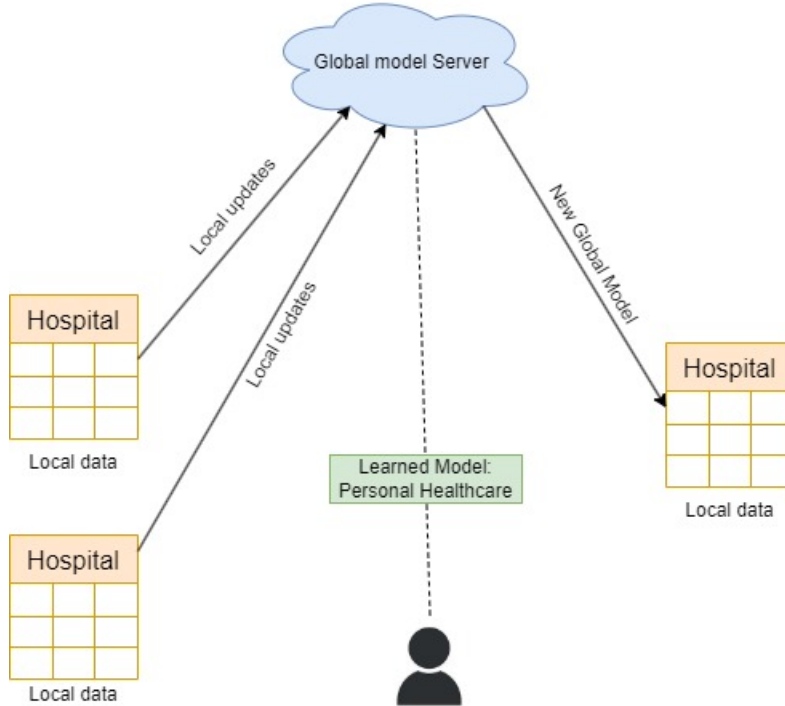 Global model Server
Local updates
Local updates
New Global Model
Hospital
Local data
Hospital
Local data
Learned Model:
Personal Healthcare
Hospital
Local data